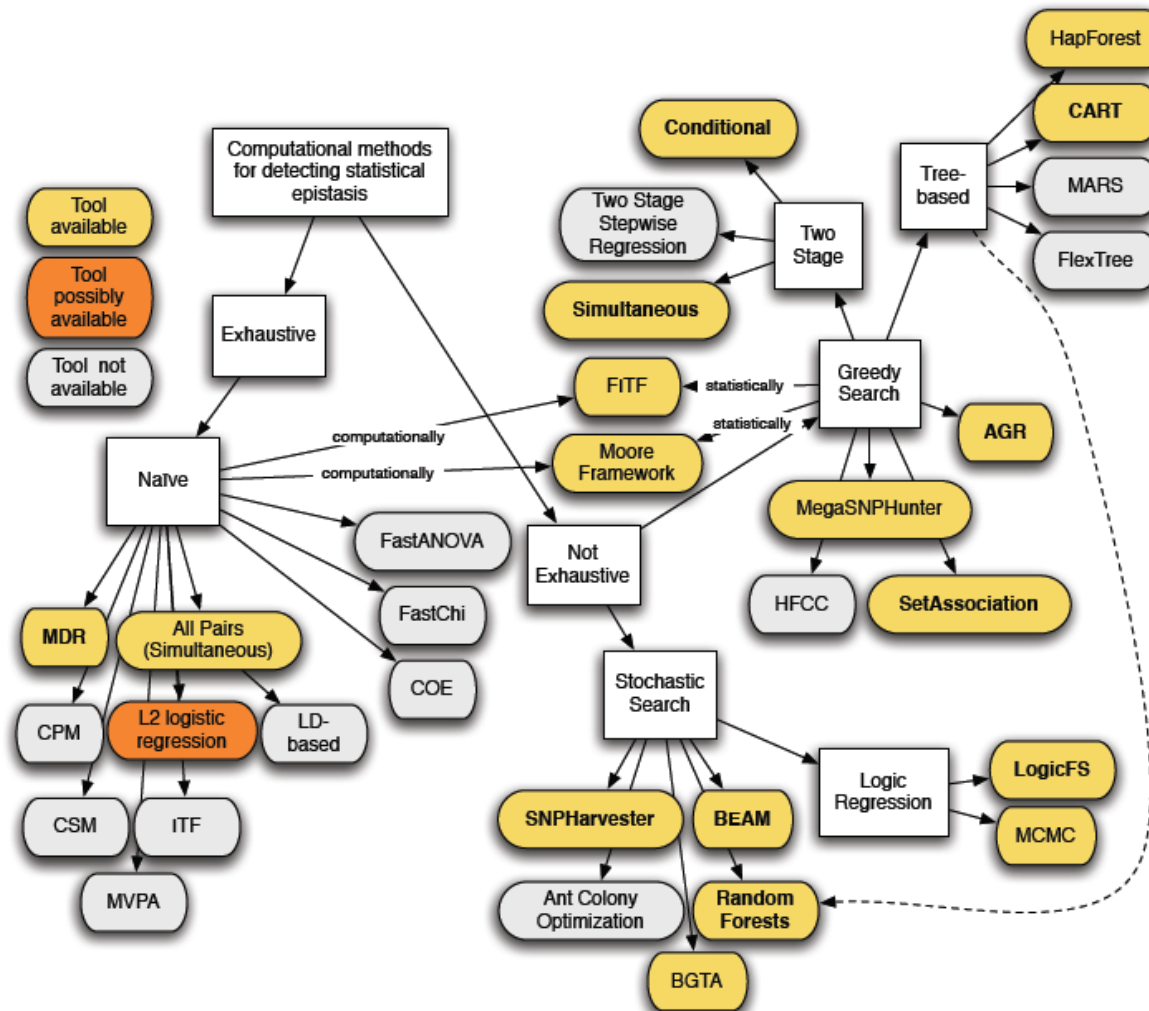 HapForest
CART
MARS
FlexTree
Tree-
based
Conditional
Two Stage
Stepwise
Regression
Simultaneous
Two
Stage
Computational methods
for detecting statistical
epistasis
Tool
available
Tool
possibly
available
Tool not
available
Exhaustive
Naïve
computationally
computationally
FITF
Moore
Framework
statistically
statistically
Greedy
Search
AGR
MegaSNPHunter
HFCC
SetAssociation
FastANOVA
FastChi
COE
Not
Exhaustive
MDR
All Pairs
(Simultaneous)
CPM
L2 logistic
regression
LD-
based
CSM
ITF
MVPA
Stochastic
Search
Logic
Regression
LogicFS
MCMC
SNPHarvester
BEAM
Ant Colony
Optimization
Random
Forests
BGTA